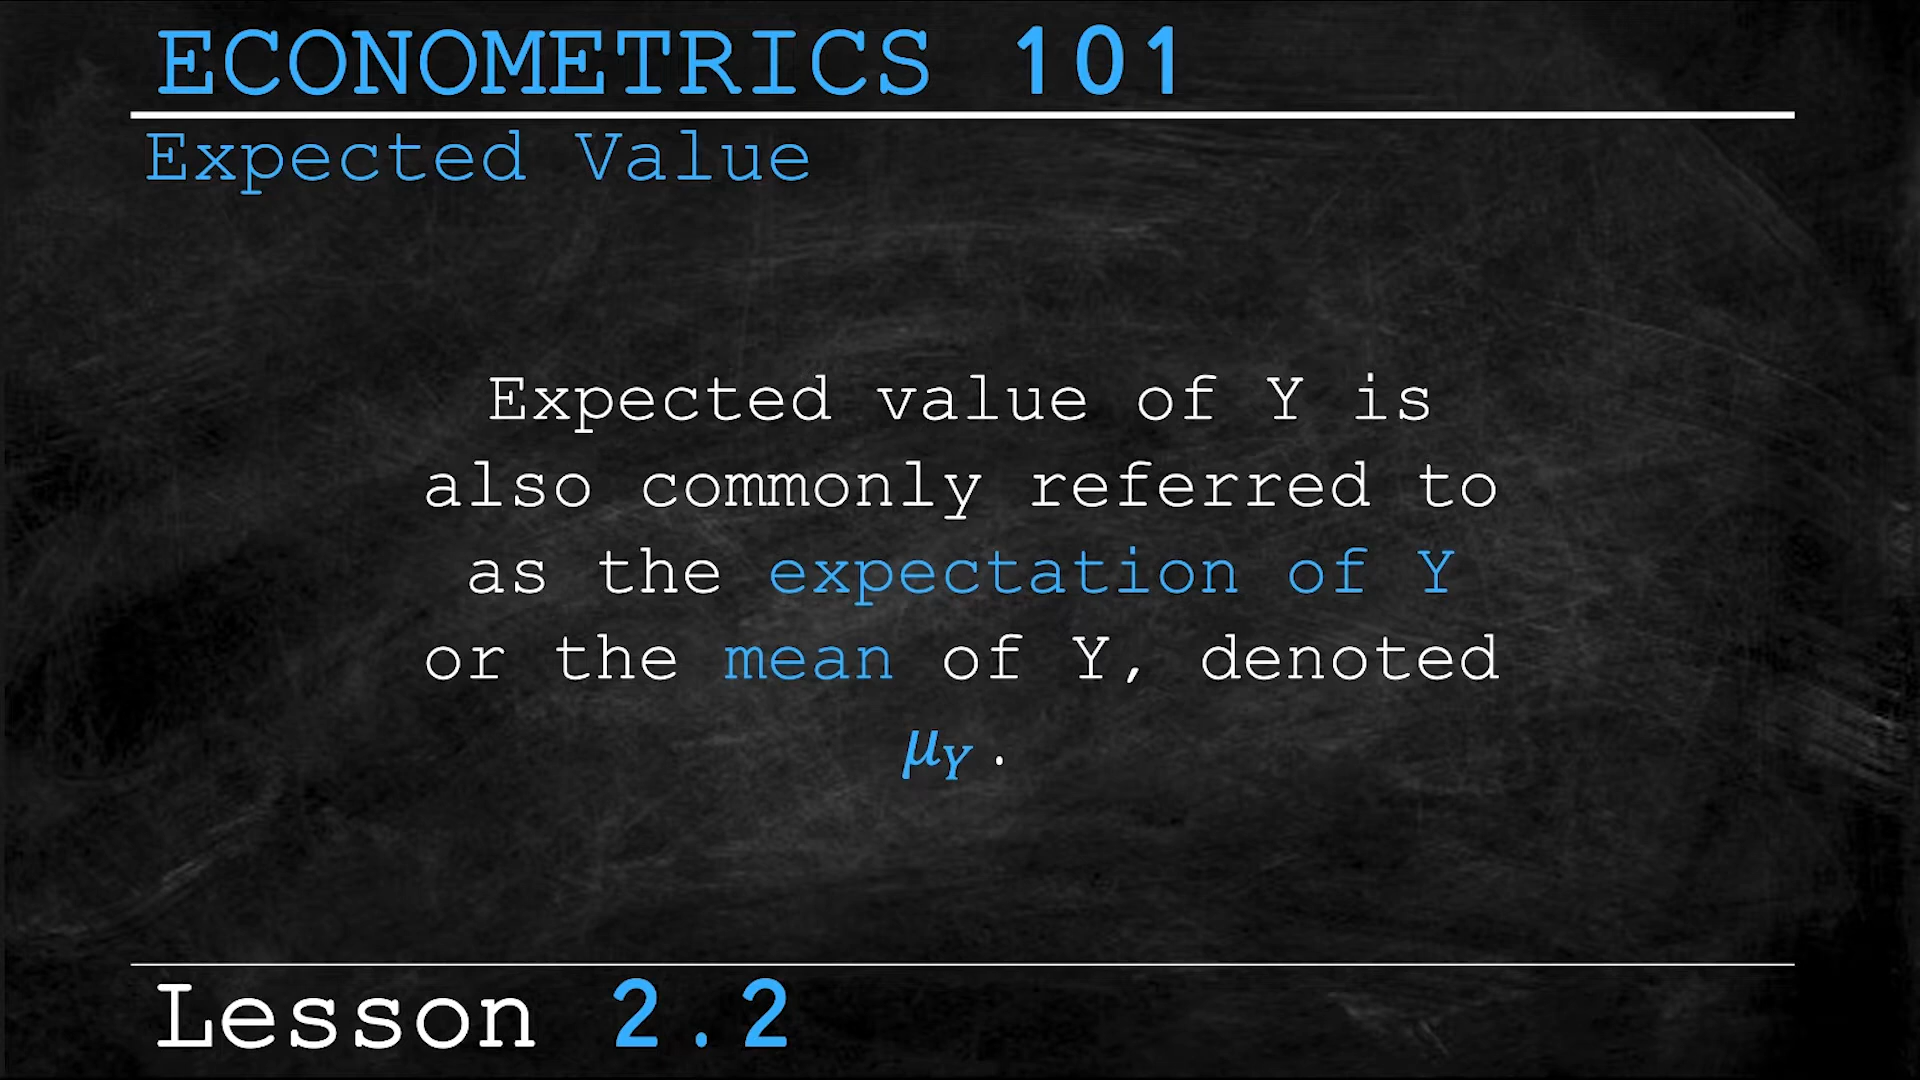 ECONOMETRICS 101
Expected Value
Expected value of Y is
also commonly referred to
as the expectation of Y
or the mean of Y, denoted
μ_Y .
Lesson 2.2